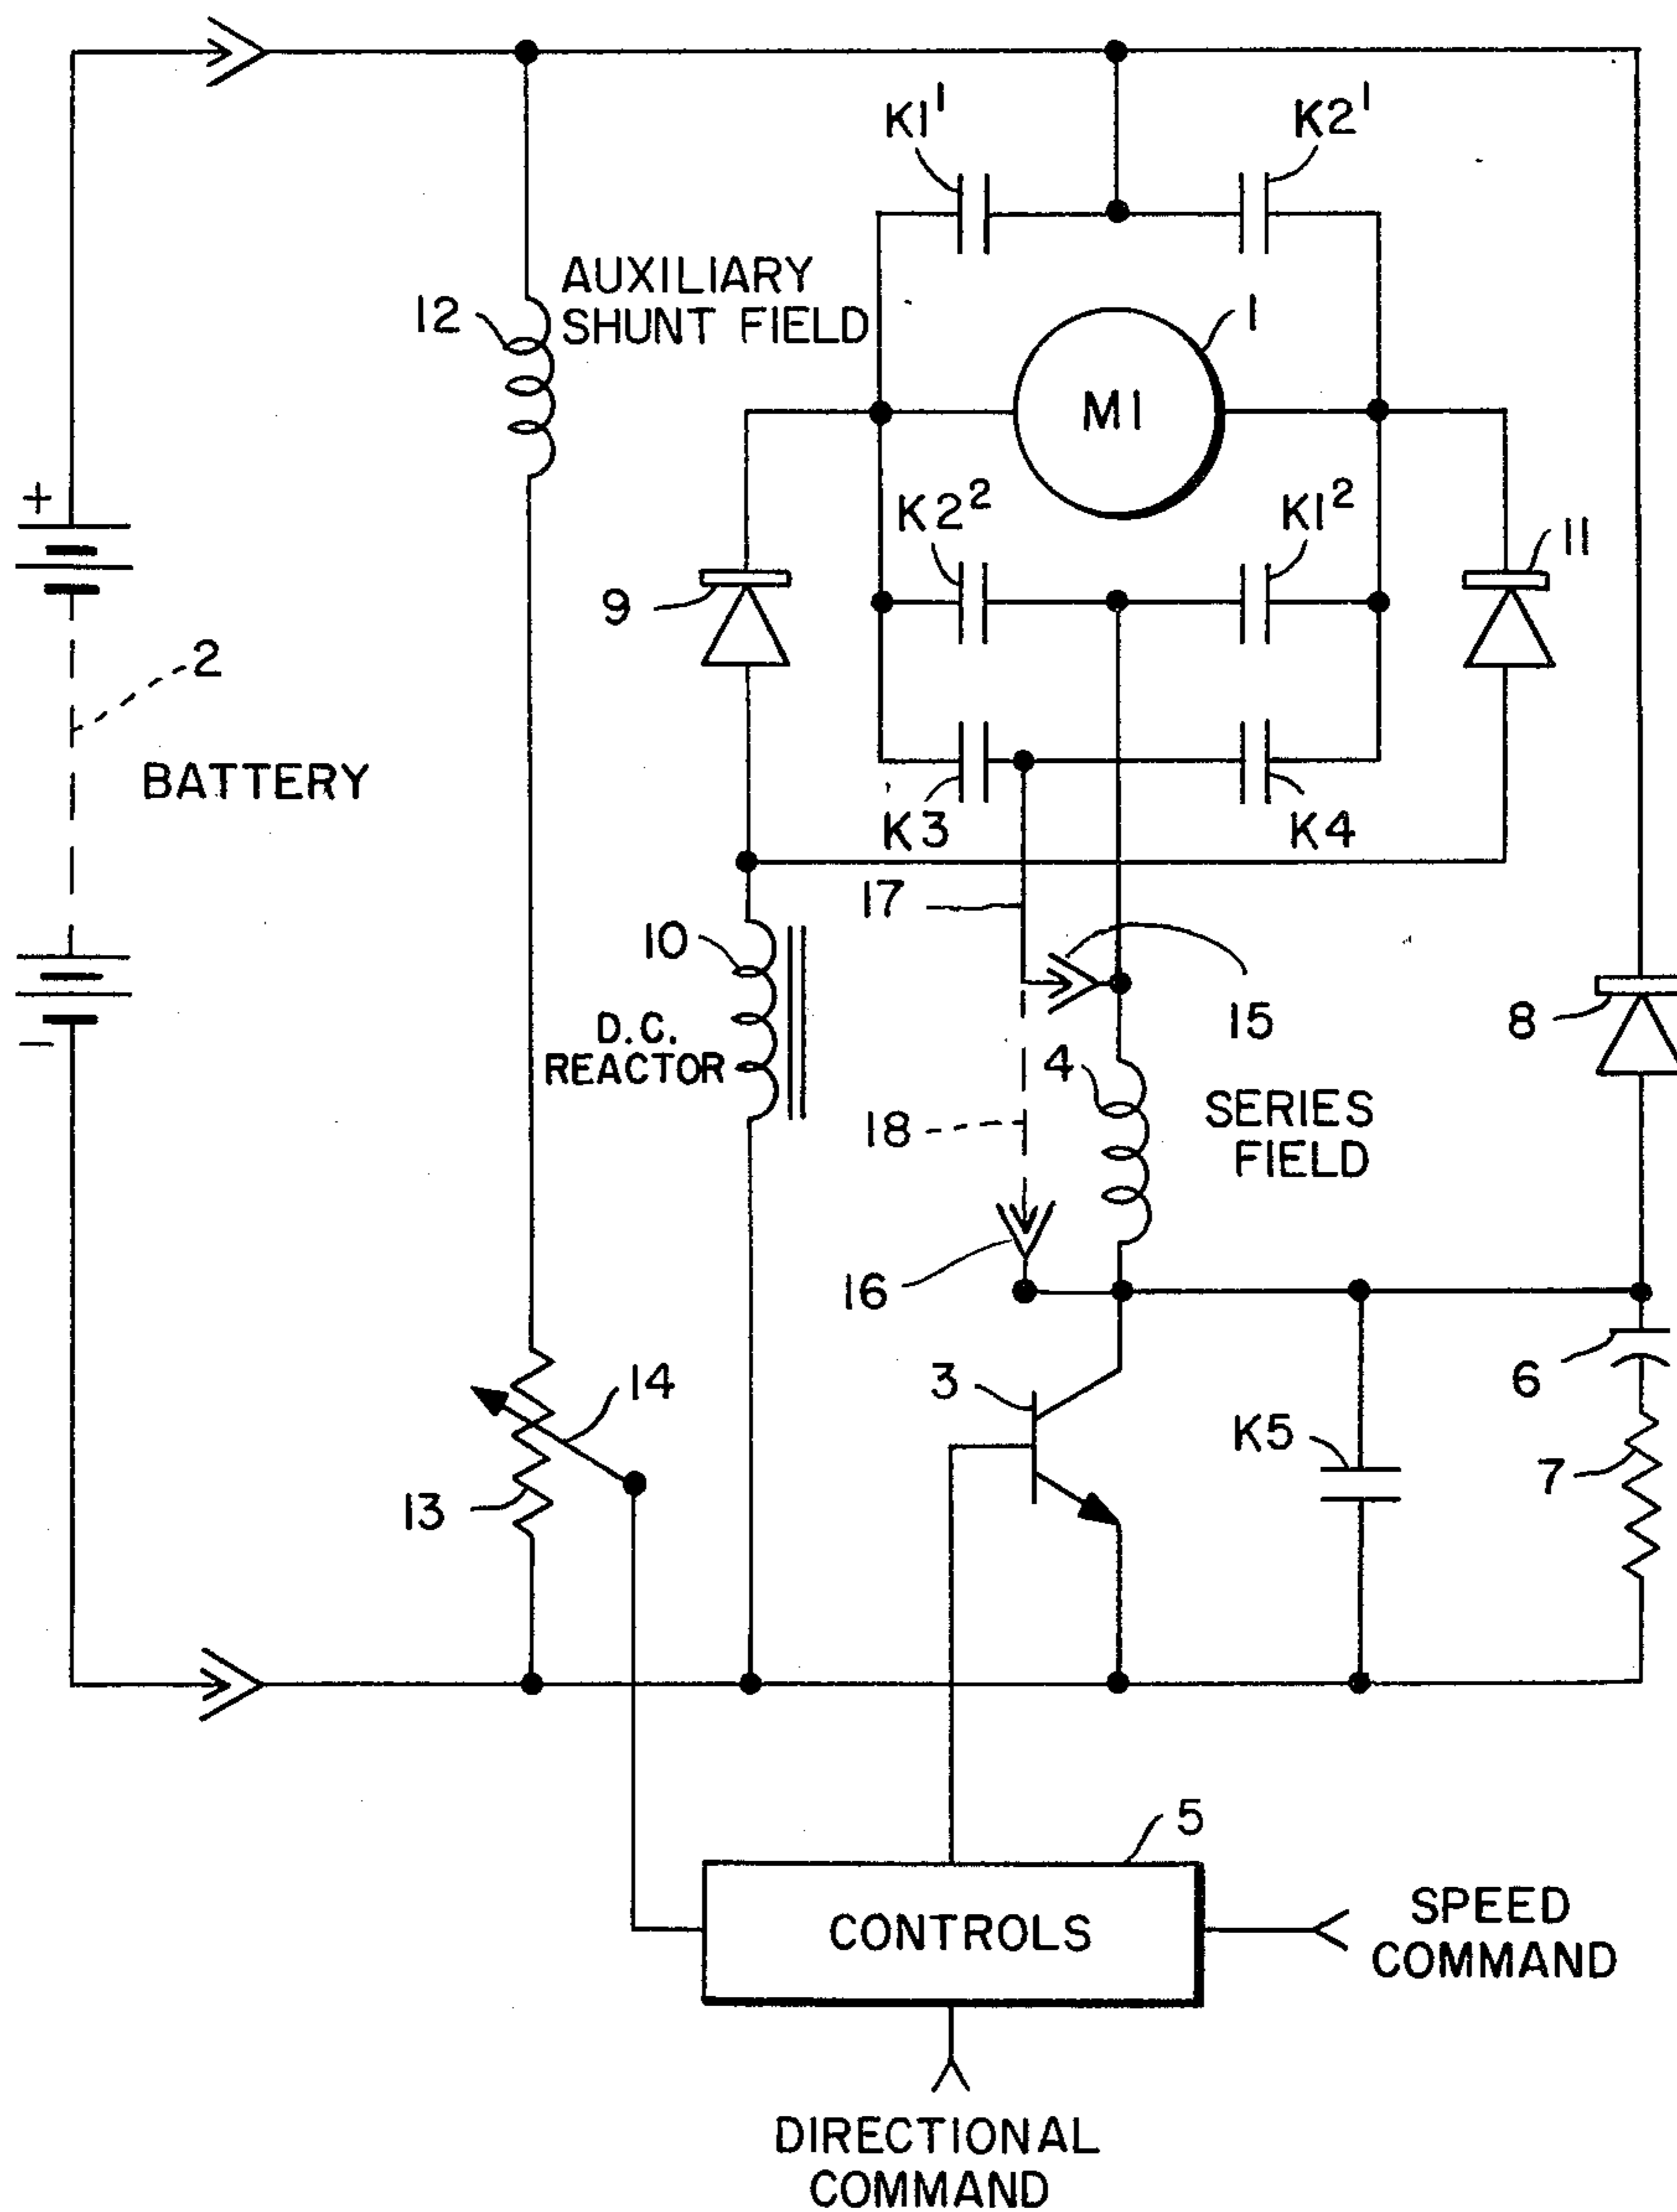 K1¹
K2¹
AUXILIARY
SHUNT FIELD
12
1
M1
+
K2²
K1²
11
9
2
BATTERY
K3
K4
17
10
15
8
D.C.
REACTOR
4
SERIES
FIELD
−
18
16
3
14
6
K5
7
13
5
CONTROLS
SPEED
COMMAND
DIRECTIONAL
COMMAND